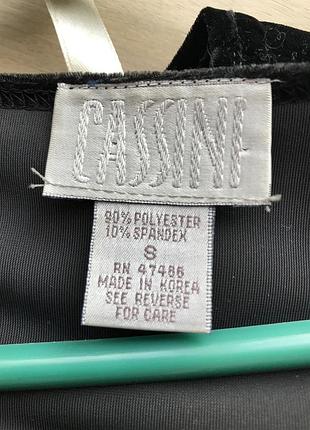 CASSINI
90% POLYESTER
10% SPANDEX
S
RN 47486
MADE IN KOREA
SEE REVERSE
FOR CARE